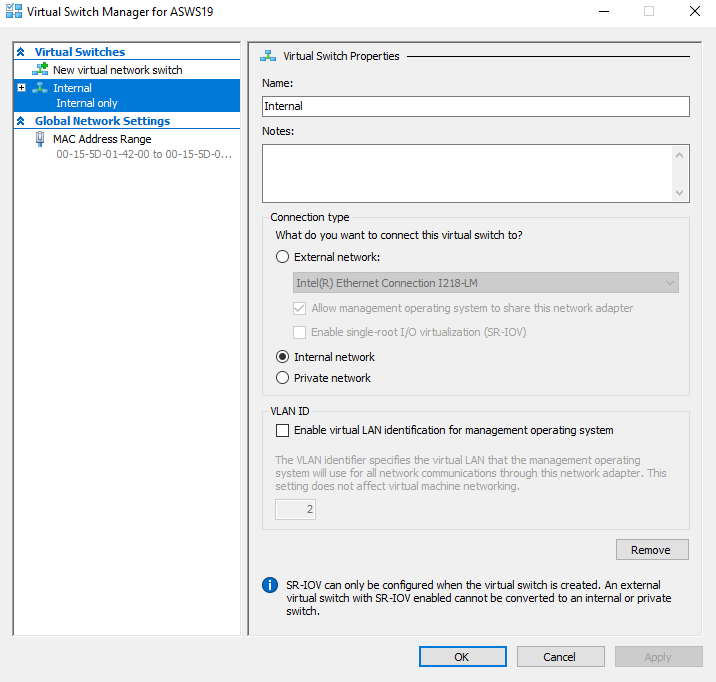 Virtual Switch Manager for ASWS19
Virtual Switches
New virtual network switch
Internal
Internal only
Global Network Settings
MAC Address Range
00-15-5D-01-42-00 to 00-15-5D-0...
Virtual Switch Properties
Name:
Internal
Notes:
Connection type
What do you want to connect this virtual switch to?
External network:
Intel(R) Ethernet Connection I218-LM
Allow management operating system to share this network adapter
Enable single-root I/O virtualization (SR-IOV)
Internal network
Private network
VLAN ID
Enable virtual LAN identification for management operating system
The VLAN identifier specifies the virtual LAN that the management operating
system will use for all network communications through this network adapter. This
setting does not affect virtual machine networking.
2
Remove
SR-IOV can only be configured when the virtual switch is created. An external
virtual switch with SR-IOV enabled cannot be converted to an internal or private
switch.
OK
Cancel
Apply